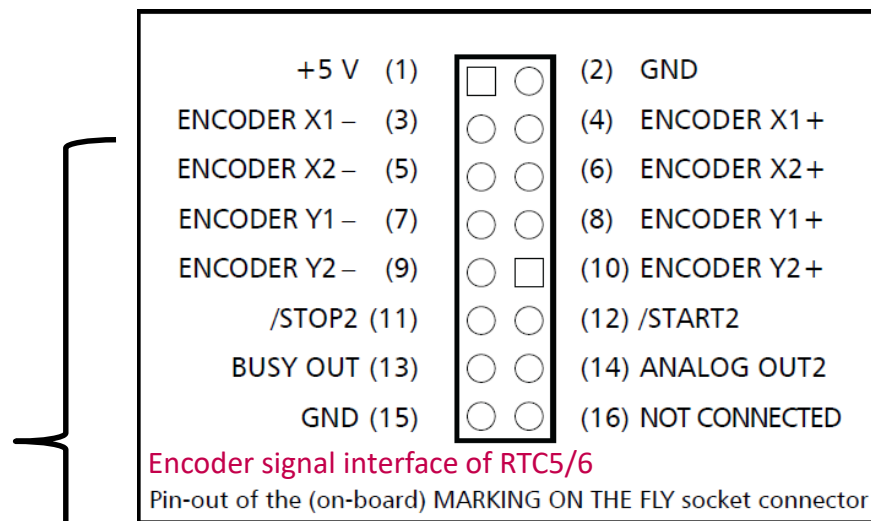 +5 V (1) (2) GND
ENCODER X1– (3) (4) ENCODER X1+
ENCODER X2– (5) (6) ENCODER X2+
ENCODER Y1– (7) (8) ENCODER Y1+
ENCODER Y2– (9) (10) ENCODER Y2+
/STOP2 (11) (12) /START2
BUSY OUT (13) (14) ANALOG OUT2
GND (15) (16) NOT CONNECTED
Encoder signal interface of RTC5/6
Pin-out of the (on-board) MARKING ON THE FLY socket connector